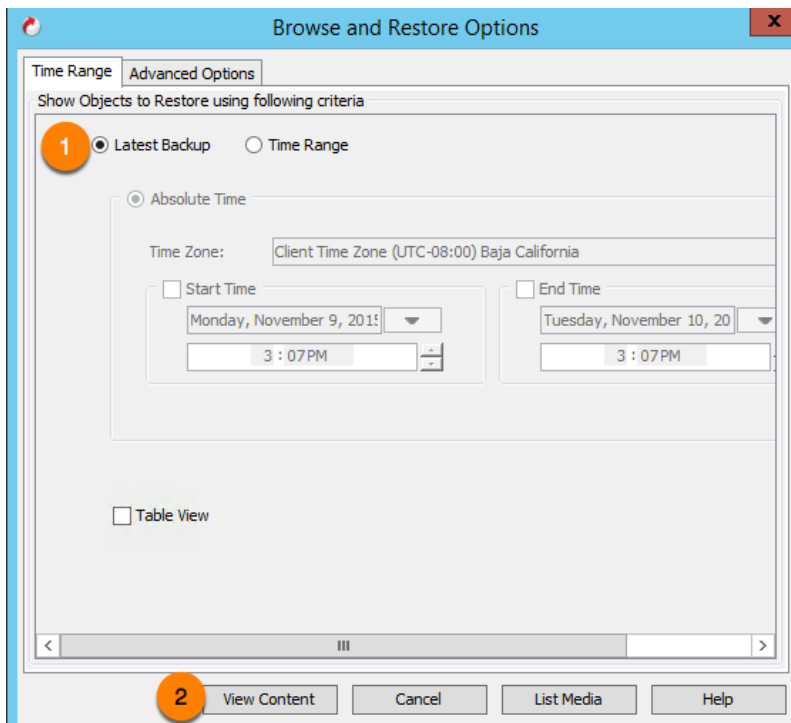 Browse and Restore Options
x
Time Range Advanced Options
Show Objects to Restore using following criteria
1 Latest Backup Time Range
Absolute Time
Time Zone: Client Time Zone (UTC-08:00) Baja California
Start Time End Time
Monday, November 9, 2015 Tuesday, November 10, 20
3 : 07PM 3 : 07PM
Table View
2 View Content Cancel List Media Help